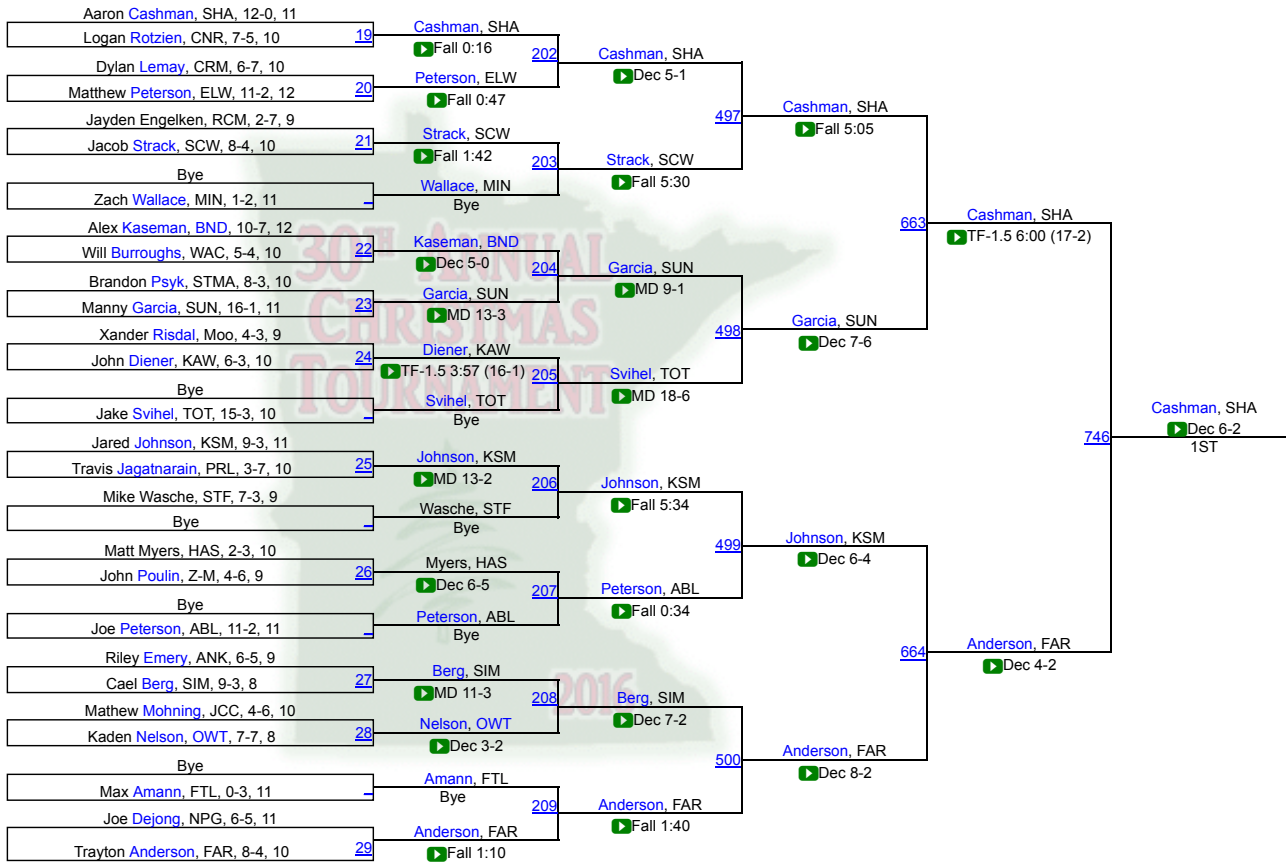 Aaron Cashman, SHA, 12-0, 11
Logan Rotzien, CNR, 7-5, 10
19
Dylan Lemay, CRM, 6-7, 10
Matthew Peterson, ELW, 11-2, 12
20
Jayden Engelken, RCM, 2-7, 9
Jacob Strack, SCW, 8-4, 10
21
Bye
Zach Wallace, MIN, 1-2, 11
Alex Kaseman, BND, 10-7, 12
Will Burroughs, WAC, 5-4, 10
22
Brandon Psyk, STMA, 8-3, 10
Manny Garcia, SUN, 16-1, 11
23
Xander Risdal, Moo, 4-3, 9
John Diener, KAW, 6-3, 10
24
Bye
Jake Svihel, TOT, 15-3, 10
Jared Johnson, KSM, 9-3, 11
Travis Jagatnarain, PRL, 3-7, 10
25
Mike Wasche, STF, 7-3, 9
Bye
Matt Myers, HAS, 2-3, 10
John Poulin, Z-M, 4-6, 9
26
Bye
Joe Peterson, ABL, 11-2, 11
Riley Emery, ANK, 6-5, 9
Cael Berg, SIM, 9-3, 8
27
Mathew Mohning, JCC, 4-6, 10
Kaden Nelson, OWT, 7-7, 8
28
Bye
Max Amann, FTL, 0-3, 11
Joe Dejong, NPG, 6-5, 11
Trayton Anderson, FAR, 8-4, 10
29
Cashman, SHA
Fall 0:16
202
Peterson, ELW
Fall 0:47
Strack, SCW
Fall 1:42
203
Wallace, MIN
Bye
Kaseman, BND
Dec 5-0
204
Garcia, SUN
MD 13-3
Diener, KAW
TF-1.5 3:57 (16-1)
205
Svihel, TOT
Bye
Johnson, KSM
MD 13-2
206
Wasche, STF
Bye
Myers, HAS
Dec 6-5
207
Peterson, ABL
Bye
Berg, SIM
MD 11-3
208
Nelson, OWT
Dec 3-2
Amann, FTL
Bye
209
Anderson, FAR
Fall 1:10
Cashman, SHA
Dec 5-1
497
Strack, SCW
Fall 5:30
Garcia, SUN
MD 9-1
498
Svihel, TOT
MD 18-6
Johnson, KSM
Fall 5:34
499
Peterson, ABL
Fall 0:34
Berg, SIM
Dec 7-2
500
Anderson, FAR
Fall 1:40
Cashman, SHA
Fall 5:05
663
Garcia, SUN
Dec 7-6
Johnson, KSM
Dec 6-4
664
Anderson, FAR
Dec 8-2
Cashman, SHA
TF-1.5 6:00 (17-2)
746
Anderson, FAR
Dec 4-2
Cashman, SHA
Dec 6-2
1ST
30TH ANNUAL
CHRISTMAS
TOURNAMENT
2016